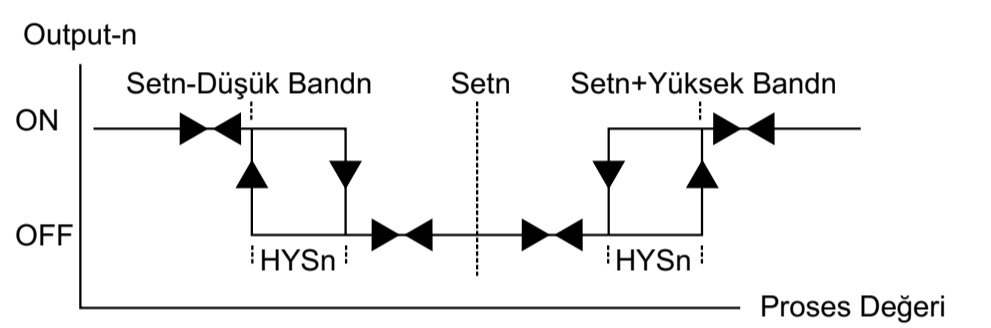 Output-n
Setn-Düşük Bandn Setn Setn+Yüksek Bandn
ON
OFF
HYSn HYSn
Proses Değeri